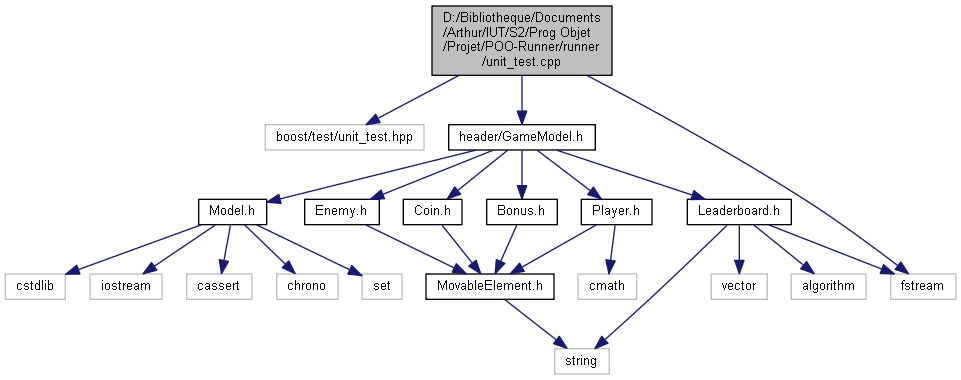 D:/Bibliotheque/Documents
/Arthur/IUT/S2/Prog Objet
/Projet/POO-Runner/runner
/unit_test.cpp
boost/test/unit_test.hpp
header/GameModel.h
Model.h
Enemy.h
Coin.h
Bonus.h
Player.h
Leaderboard.h
cstdlib
iostream
cassert
chrono
set
MovableElement.h
cmath
vector
algorithm
fstream
string